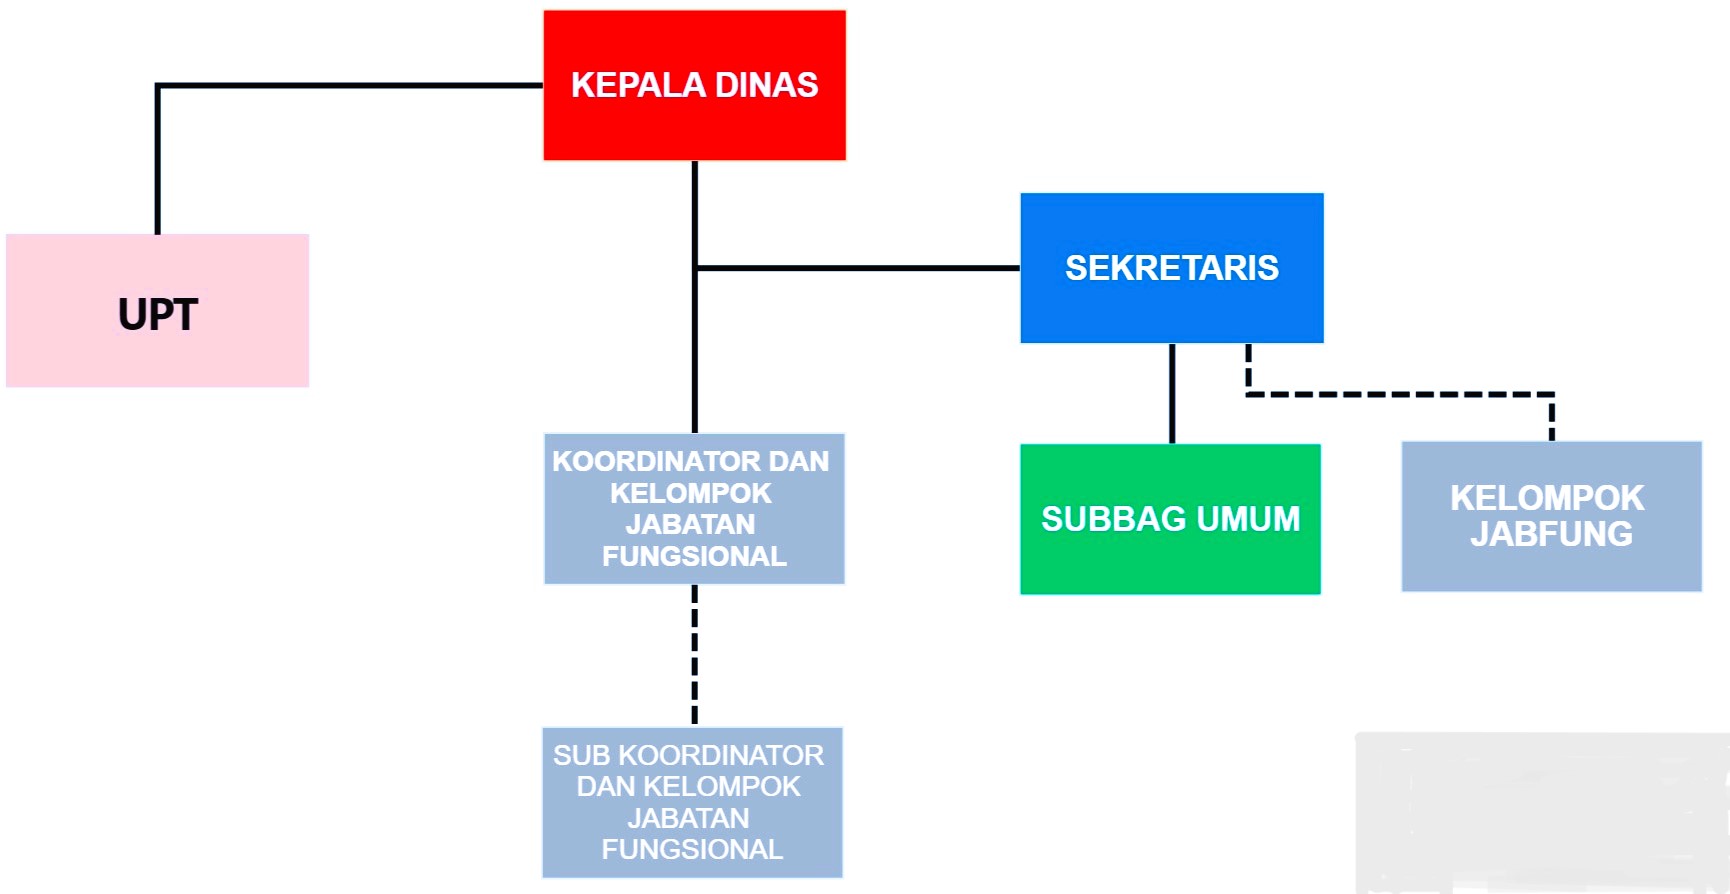 KEPALA DINAS
SEKRETARIS
UPT
KOORDINATOR DAN
KELOMPOK
JABATAN
FUNGSIONAL
SUBBAG UMUM
KELOMPOK
JABFUNG
SUB KOORDINATOR
DAN KELOMPOK
JABATAN
FUNGSIONAL